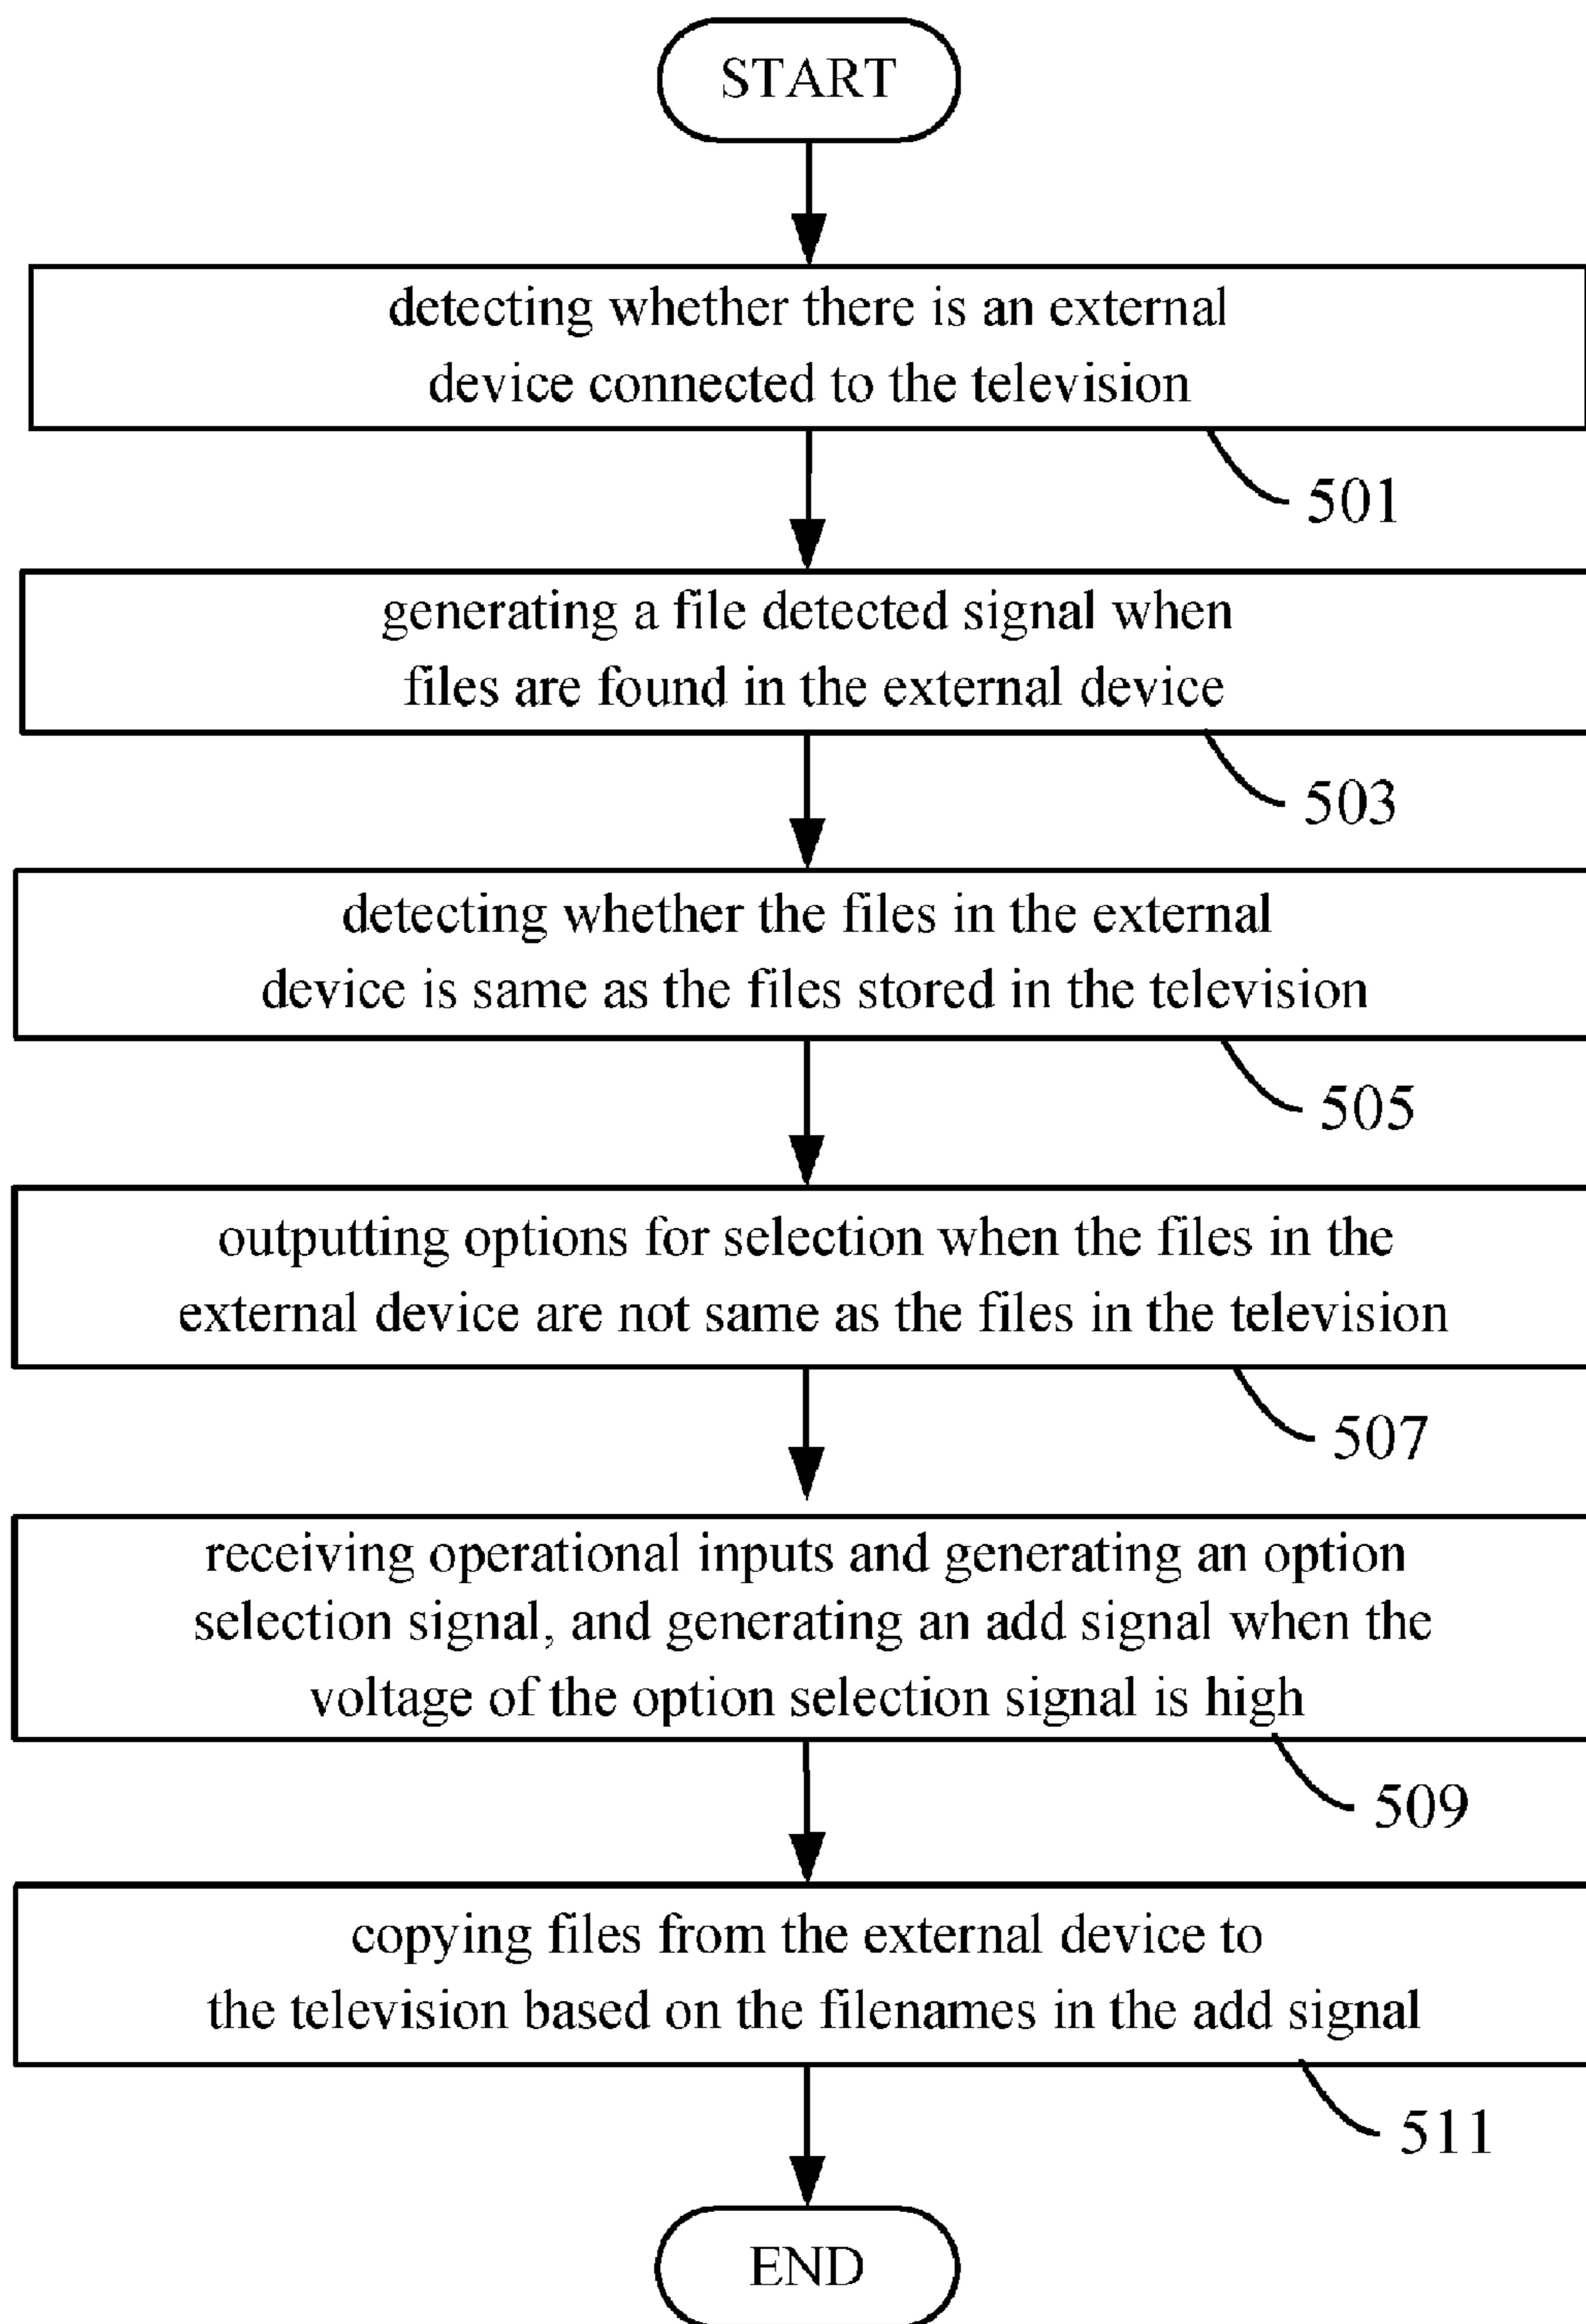 START
detecting whether there is an external
device connected to the television
501
generating a file detected signal when
files are found in the external device
503
detecting whether the files in the external
device is same as the files stored in the television
505
outputting options for selection when the files in the
external device are not same as the files in the television
507
receiving operational inputs and generating an option
selection signal, and generating an add signal when the
voltage of the option selection signal is high
509
copying files from the external device to
the television based on the filenames in the add signal
511
END